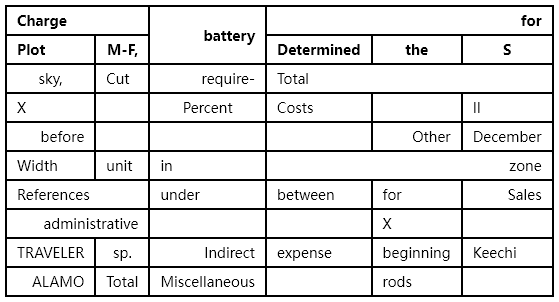 Charge battery for
Plot M-F, Determined the S
sky, Cut require- Total
X Percent Costs II
before Other December
Width unit in zone
References under between for Sales
administrative X
TRAVELER sp. Indirect expense beginning Keechi
ALAMO Total Miscellaneous rods